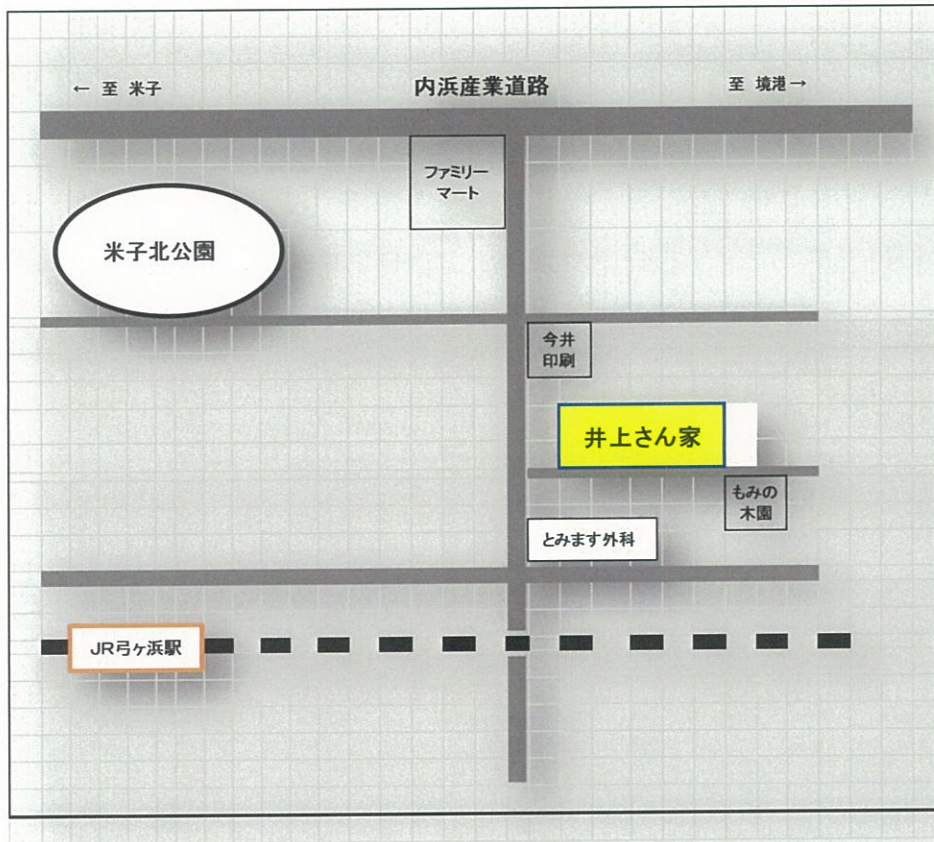 ← 至 米子
内浜産業道路
至 境港→
ファミリー
マート
米子北公園
今井
印刷
井上さん家
もみの
木園
とみます外科
JR弓ヶ浜駅